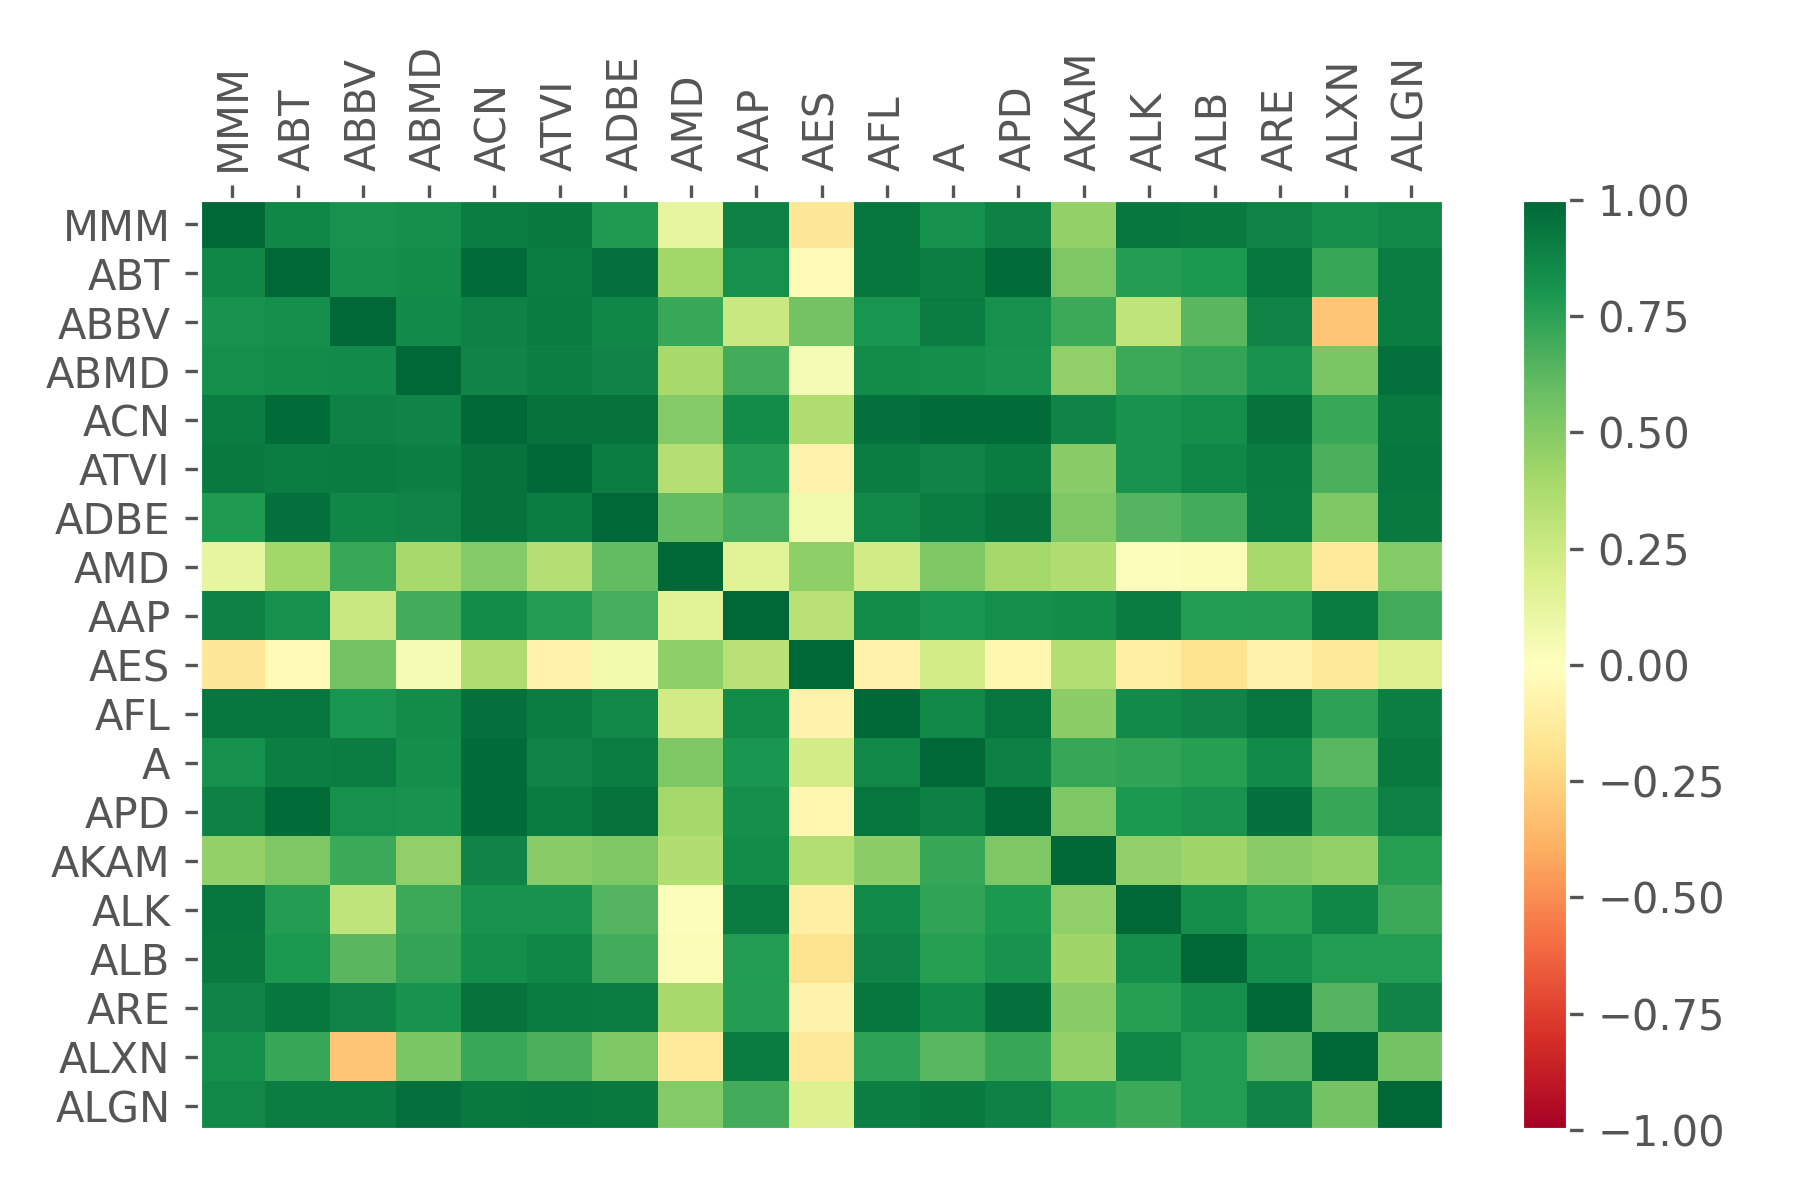 MMM
ABT
ABBV
ABMD
ACN
ATVI
ADBE
AMD
AAP
AES
AFL
A
APD
AKAM
ALK
ALB
ARE
ALXN
ALGN
MMM
ABT
ABBV
ABMD
ACN
ATVI
ADBE
AMD
AAP
AES
AFL
A
APD
AKAM
ALK
ALB
ARE
ALXN
ALGN
1.00
0.75
0.50
0.25
0.00
−0.25
−0.50
−0.75
−1.00